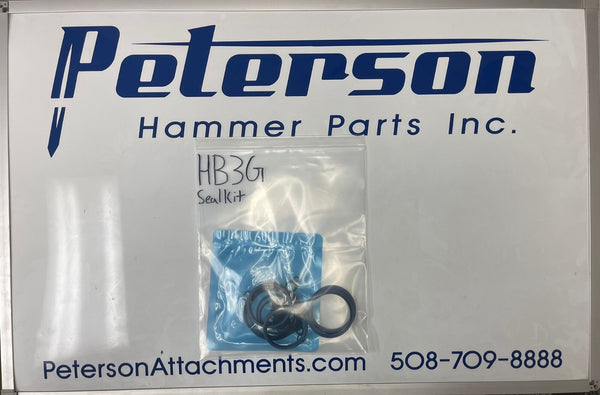 Peterson
Hammer Parts Inc.
HB3G
Seal Kit
PetersonAttachments.com 508-709-8888